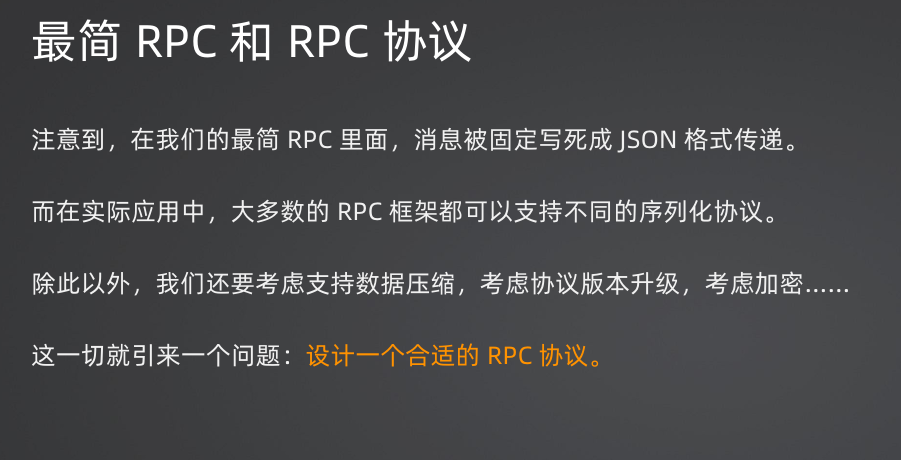 最简 RPC 和 RPC 协议
注意到，在我们的最简 RPC 里面，消息被固定写死成 JSON 格式传递。
而在实际应用中，大多数的 RPC 框架都可以支持不同的序列化协议。
除此以外，我们还要考虑支持数据压缩，考虑协议版本升级，考虑加密……
这一切就引来一个问题：设计一个合适的 RPC 协议。